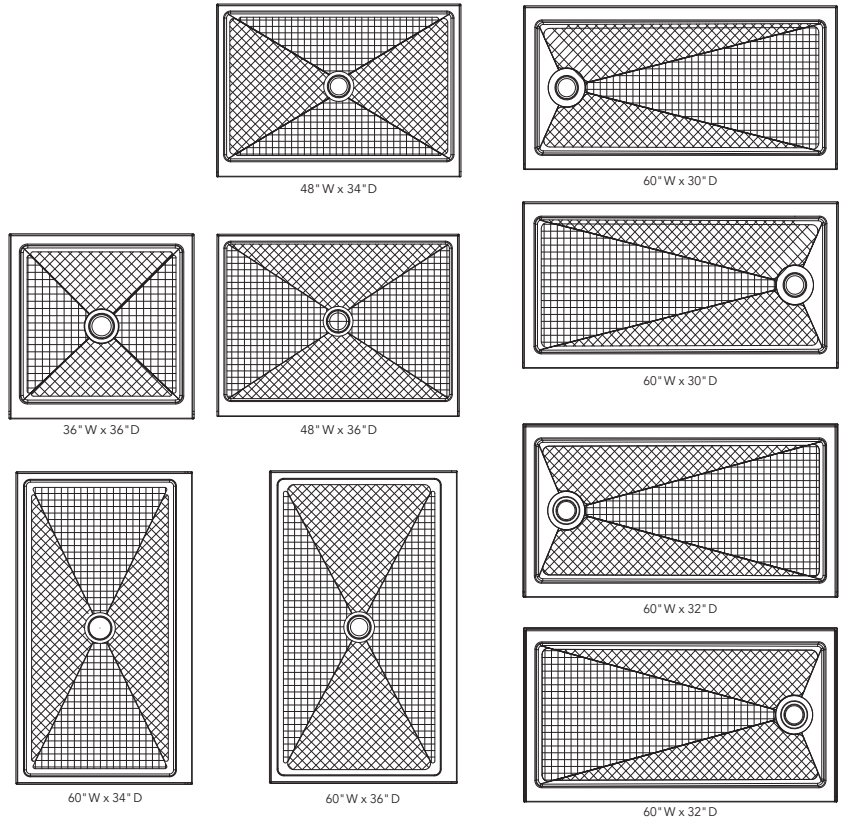 48" W x 34" D
60" W x 30" D
60" W x 30" D
36" W x 36" D
48" W x 36" D
60" W x 32" D
60" W x 34" D
60" W x 36" D
60" W x 32" D